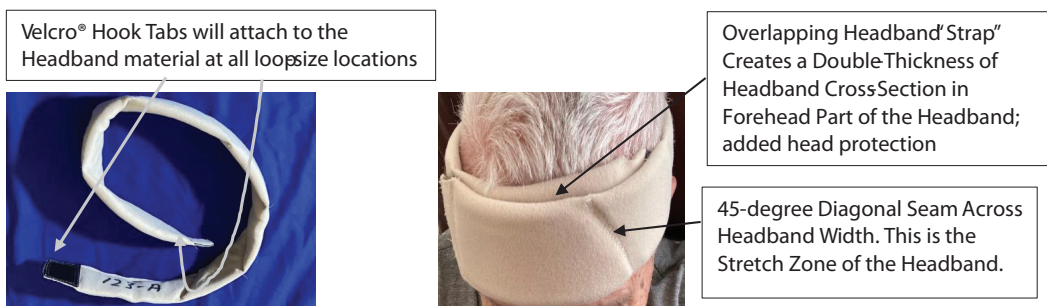 Velcro® Hook Tabs will attach to the
Headband material at all loopsize locations
123-A
Overlapping Headband“Strap”
Creates a Double-Thickness of
Headband Cross-Section in
Forehead Part of the Headband;
added head protection
45-degree Diagonal Seam Across
Headband Width. This is the
Stretch Zone of the Headband.